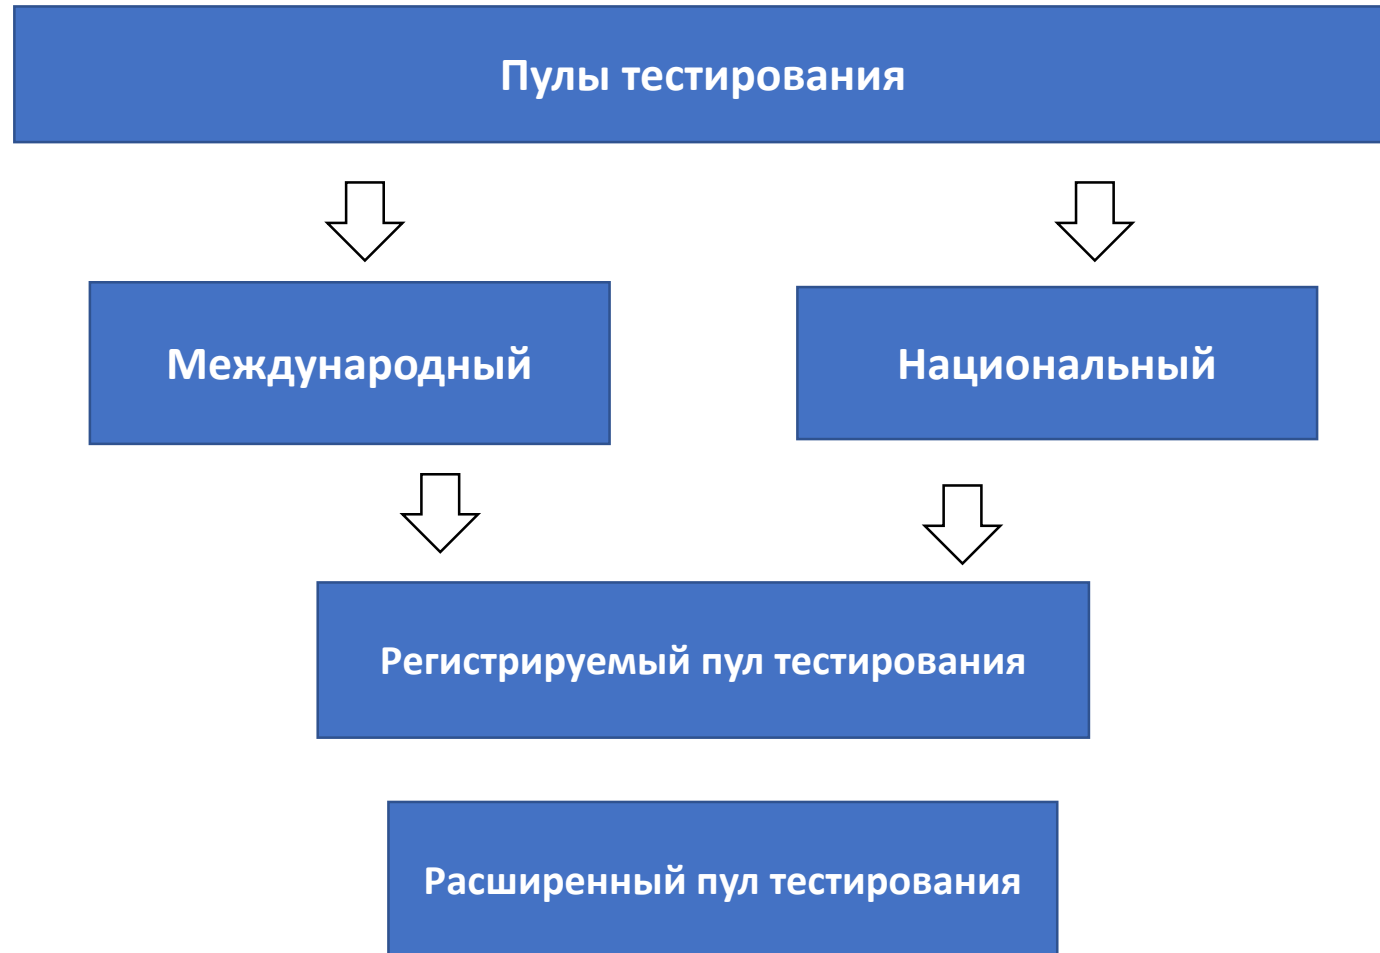 Пулы тестирования
Международный
Национальный
Регистрируемый пул тестирования
Расширенный пул тестирования